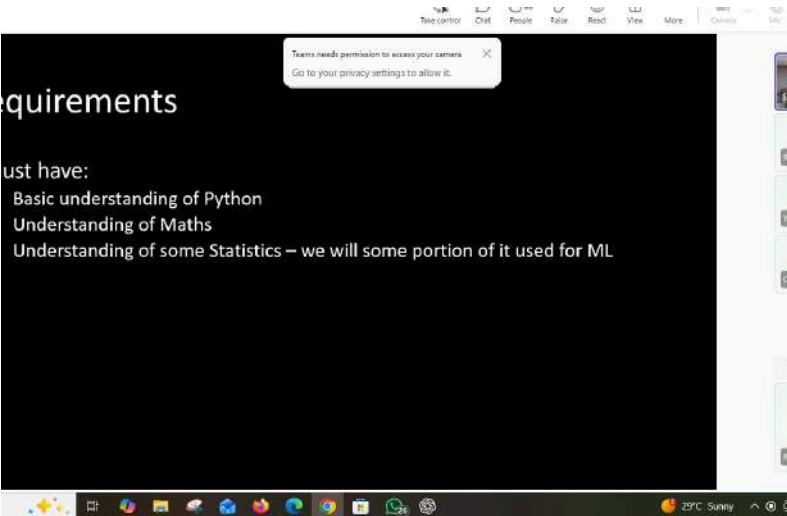 Take control Chat People Raise React View More Camera Mic
Teams needs permission to access your camera
Go to your privacy settings to allow it.
equirements
ust have:
Basic understanding of Python
Understanding of Maths
Understanding of some Statistics – we will some portion of it used for ML
29°C Sunny